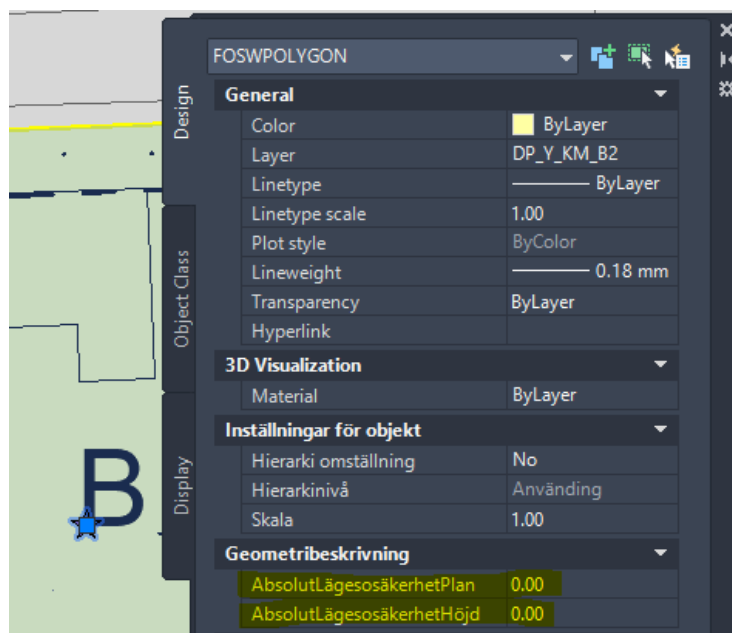 FOSWPOLYGON
Design
General
Color ByLayer
Layer DP_Y_KM_B2
Linetype ByLayer
Linetype scale 1.00
Plot style ByColor
Lineweight 0.18 mm
Transparency ByLayer
Hyperlink
Object Class
3D Visualization
Material ByLayer
Inställningar för objekt
Hierarki omställning No
Hierarkinivå Använding
Skala 1.00
Display
B
Geometribeskrivning
AbsolutLägesosäkerhetPlan 0.00
AbsolutLägesosäkerhetHöjd 0.00